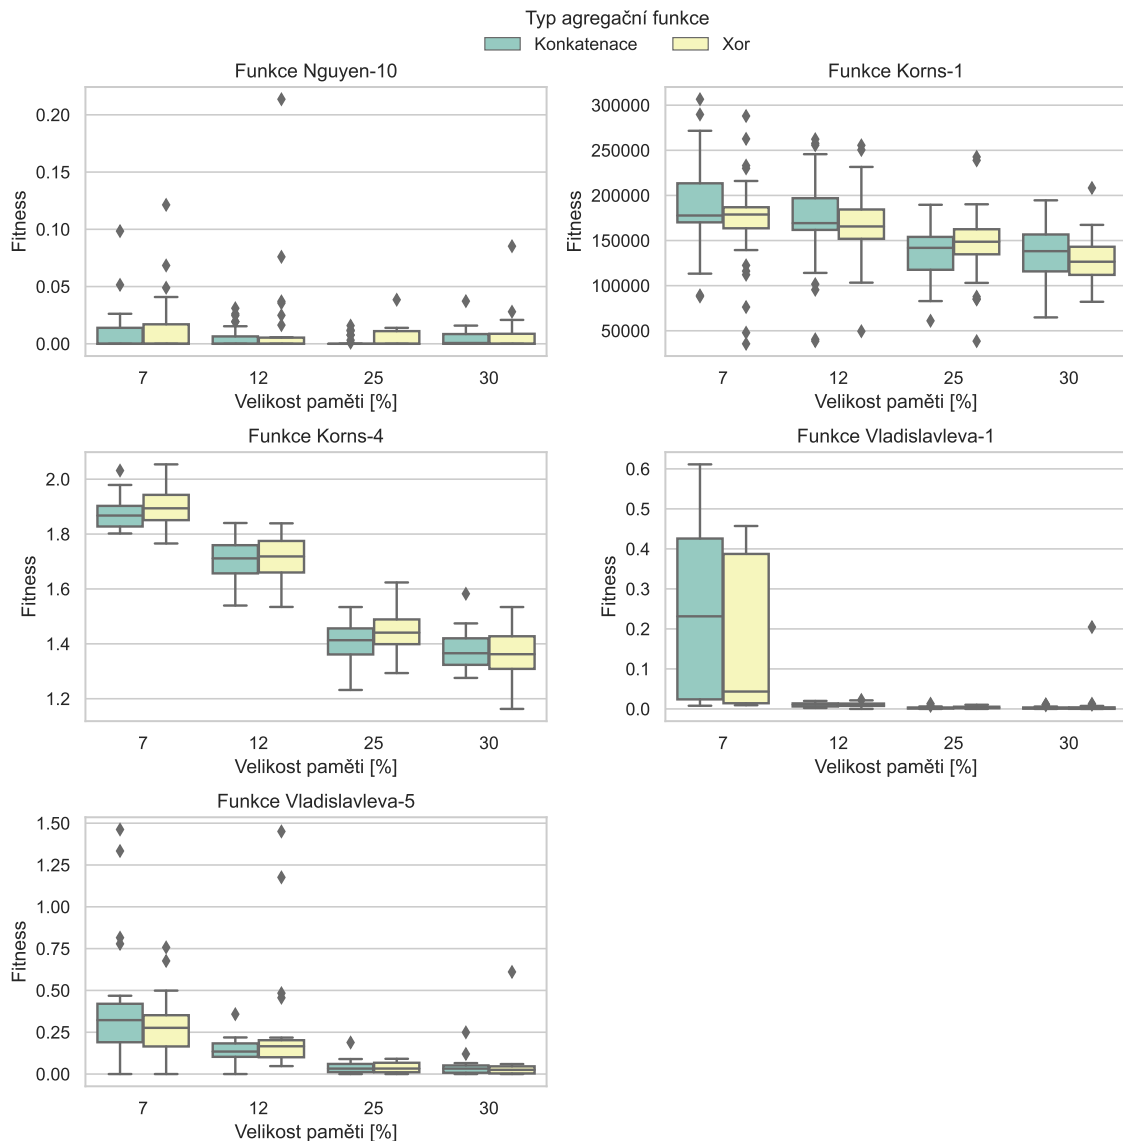 Typ agregační funkce
Konkatenace Xor
Funkce Nguyen-10
Fitness
0.20
0.15
0.10
0.05
0.00
7 12 25 30
Velikost paměti [%]
Funkce Korns-1
Fitness
300000
250000
200000
150000
100000
50000
7 12 25 30
Velikost paměti [%]
Funkce Korns-4
Fitness
2.0
1.8
1.6
1.4
1.2
7 12 25 30
Velikost paměti [%]
Funkce Vladislavleva-1
Fitness
0.6
0.5
0.4
0.3
0.2
0.1
0.0
7 12 25 30
Velikost paměti [%]
Funkce Vladislavleva-5
Fitness
1.50
1.25
1.00
0.75
0.50
0.25
0.00
7 12 25 30
Velikost paměti [%]